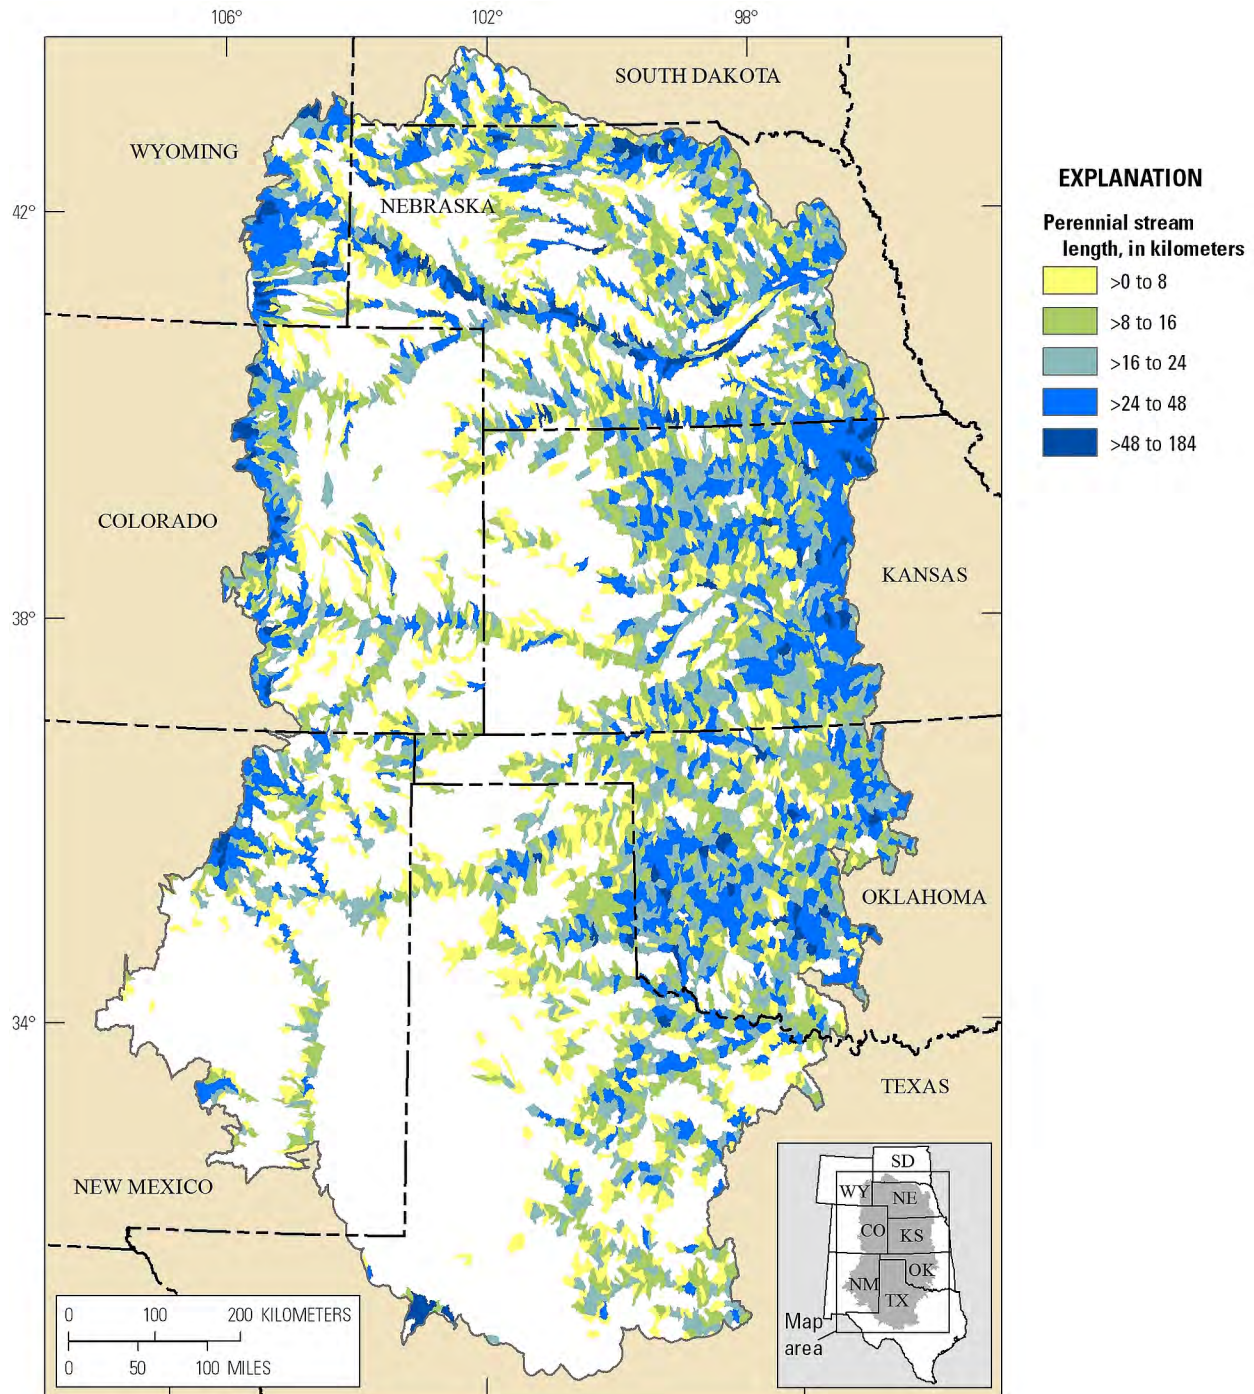 106°
102°
98°
SOUTH DAKOTA
WYOMING
NEBRASKA
42°
COLORADO
KANSAS
38°
OKLAHOMA
34°
TEXAS
NEW MEXICO
EXPLANATION
Perennial stream
length, in kilometers
>0 to 8
>8 to 16
>16 to 24
>24 to 48
>48 to 184
0 100 200 KILOMETERS
0 50 100 MILES
SD
WY
NE
CO
KS
OK
NM
TX
Map
area